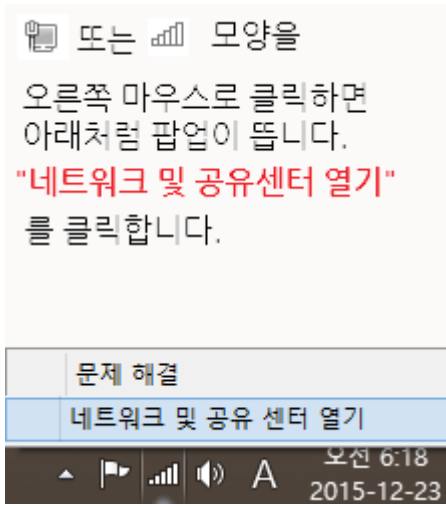 또는 모양을
오른쪽 마우스로 클릭하면
아래처럼 팝업이 뜹니다.
"네트워크 및 공유센터 열기"
를 클릭합니다.
문제 해결
네트워크 및 공유 센터 열기
A 오전 6:18
2015-12-23